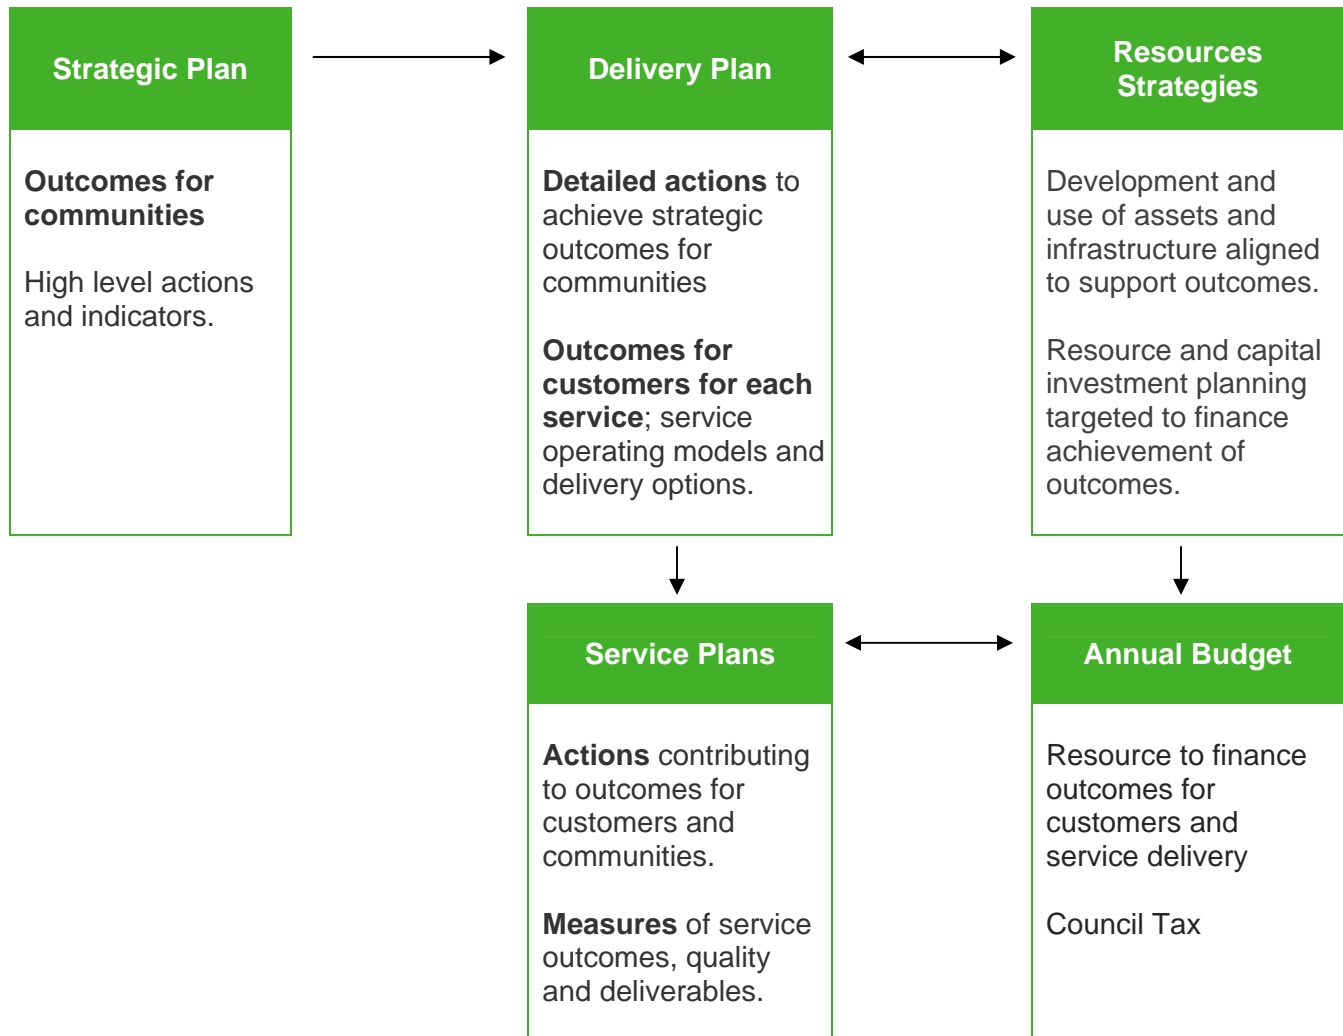 Strategic Plan
Outcomes for
communities
High level actions
and indicators.
Delivery Plan
Detailed actions to
achieve strategic
outcomes for
communities
Outcomes for
customers for each
service; service
operating models and
delivery options.
Resources
Strategies
Development and
use of assets and
infrastructure aligned
to support outcomes.
Resource and capital
investment planning
targeted to finance
achievement of
outcomes.
Service Plans
Actions contributing
to outcomes for
customers and
communities.
Measures of service
outcomes, quality
and deliverables.
Annual Budget
Resource to finance
outcomes for
customers and
service delivery
Council Tax